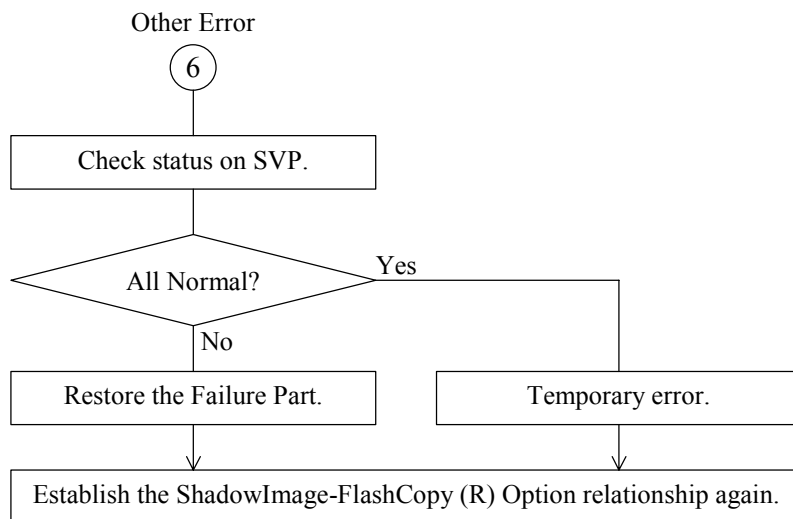 Other Error
6
Check status on SVP.
All Normal?
Yes
No
Restore the Failure Part.
Temporary error.
Establish the ShadowImage-FlashCopy (R) Option relationship again.